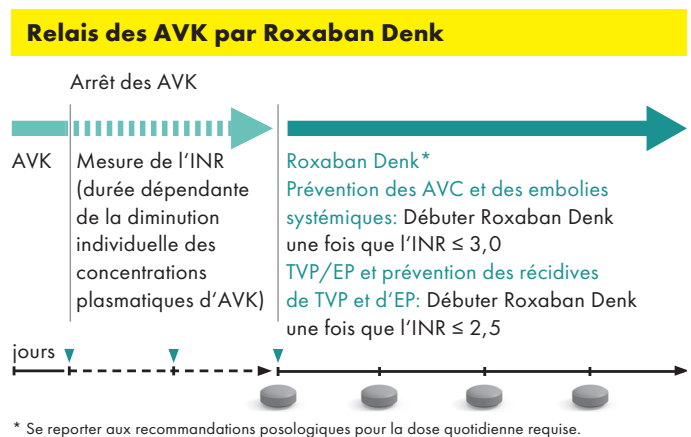 Relais des AVK par Roxaban Denk
Arrêt des AVK
AVK
Mesure de l‘INR
(durée dépendante
de la diminution
individuelle des
concentrations
plasmatiques d‘AVK)
Roxaban Denk*
Prévention des AVC et des embolies
systémiques: Débuter Roxaban Denk
une fois que l‘INR ≤ 3,0
TVP/EP et prévention des récidives
de TVP et d‘EP: Débuter Roxaban Denk
une fois que l‘INR ≤ 2,5
jours
* Se reporter aux recommandations posologiques pour la dose quotidienne requise.